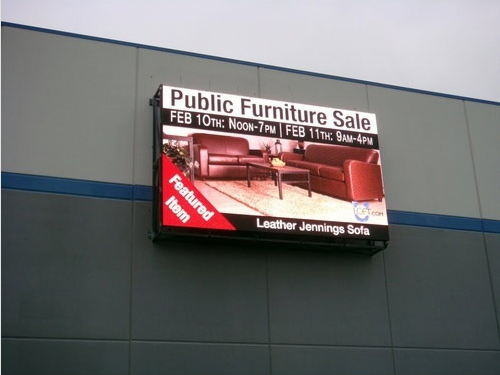 Public Furniture Sale
FEB 10TH: NOON-7PM | FEB 11TH: 9AM-4PM
Featured
Item
Leather Jennings Sofa